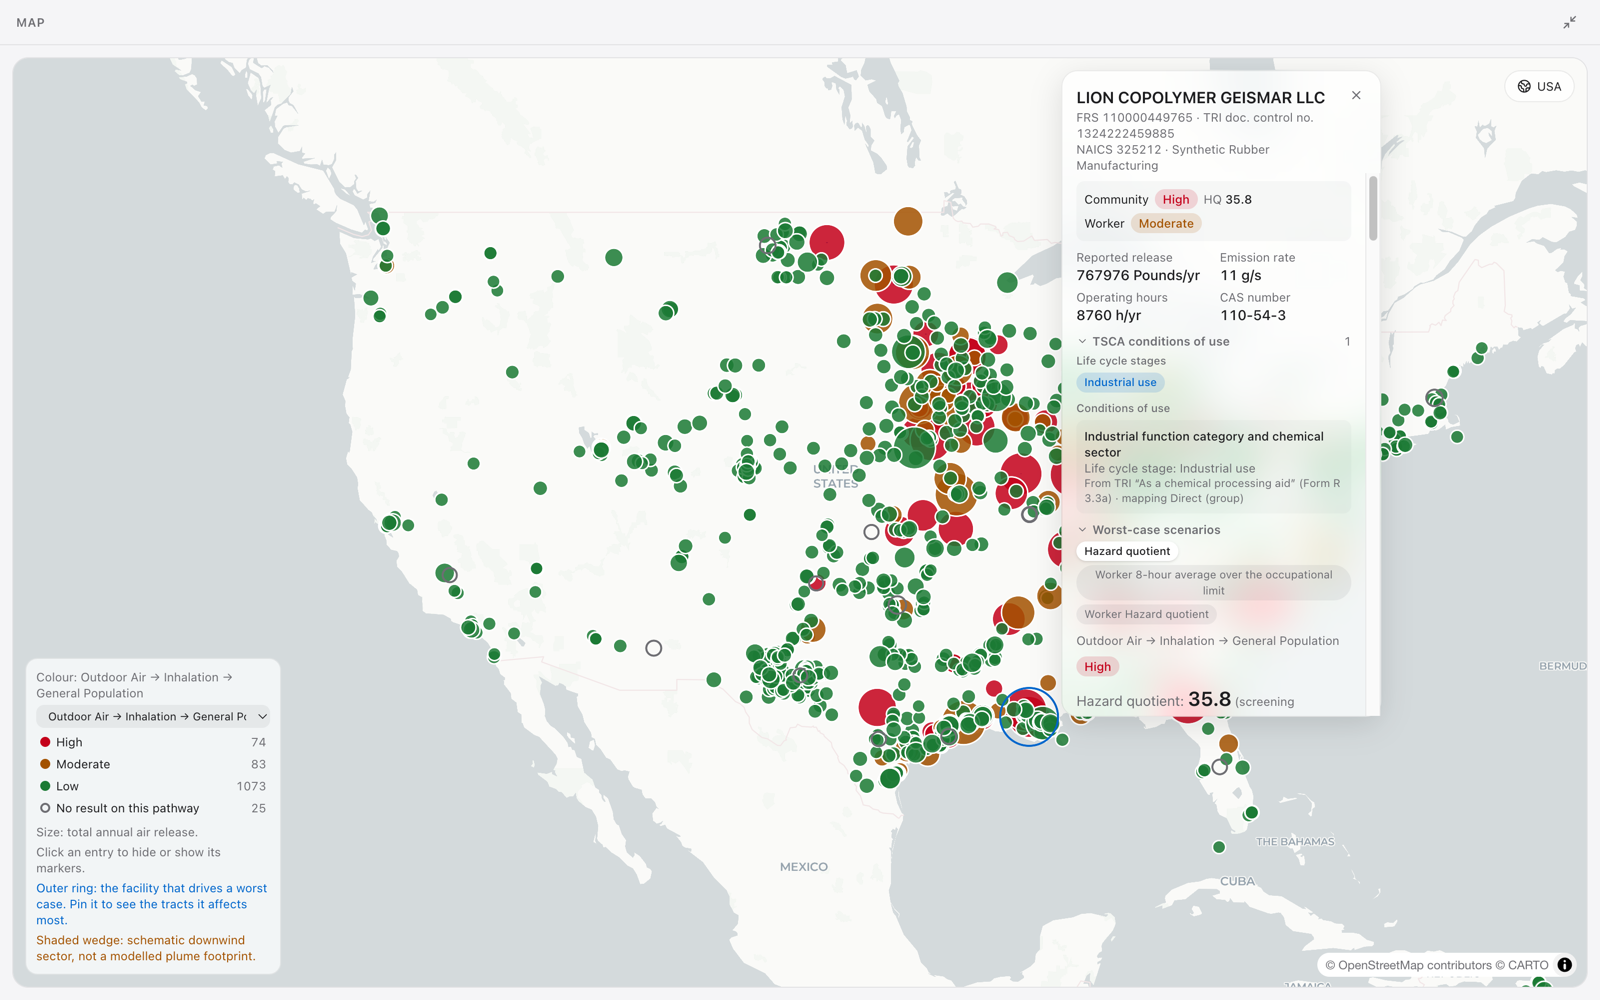 MAP
USA
LION COPOLYMER GEISMAR LLC
FRS 110000449765 · TRI doc. control no.
1324222459885
NAICS 325212 · Synthetic Rubber
Manufacturing
Community High HQ 35.8
Worker Moderate
Reported release Emission rate
767976 Pounds/yr 11 g/s
Operating hours CAS number
8760 h/yr 110-54-3
TSCA conditions of use 1
Life cycle stages
Industrial use
Conditions of use
Industrial function category and chemical
sector
Life cycle stage: Industrial use
From TRI “As a chemical processing aid” (Form R
3.3a) · mapping Direct (group)
Worst-case scenarios
Hazard quotient
Worker 8-hour average over the occupational
limit
Worker Hazard quotient
Outdoor Air → Inhalation → General Population
High
Hazard quotient: 35.8 (screening
UNITED
STATES
MEXICO
CUBA
THE BAHAMAS
BERMUD
JAMAICA
Colour: Outdoor Air → Inhalation →
General Population
Outdoor Air → Inhalation → General Pc
High 74
Moderate 83
Low 1073
No result on this pathway 25
Size: total annual air release.
Click an entry to hide or show its
markers.
Outer ring: the facility that drives a worst
case. Pin it to see the tracts it affects
most.
Shaded wedge: schematic downwind
sector, not a modelled plume footprint.
© OpenStreetMap contributors © CARTO